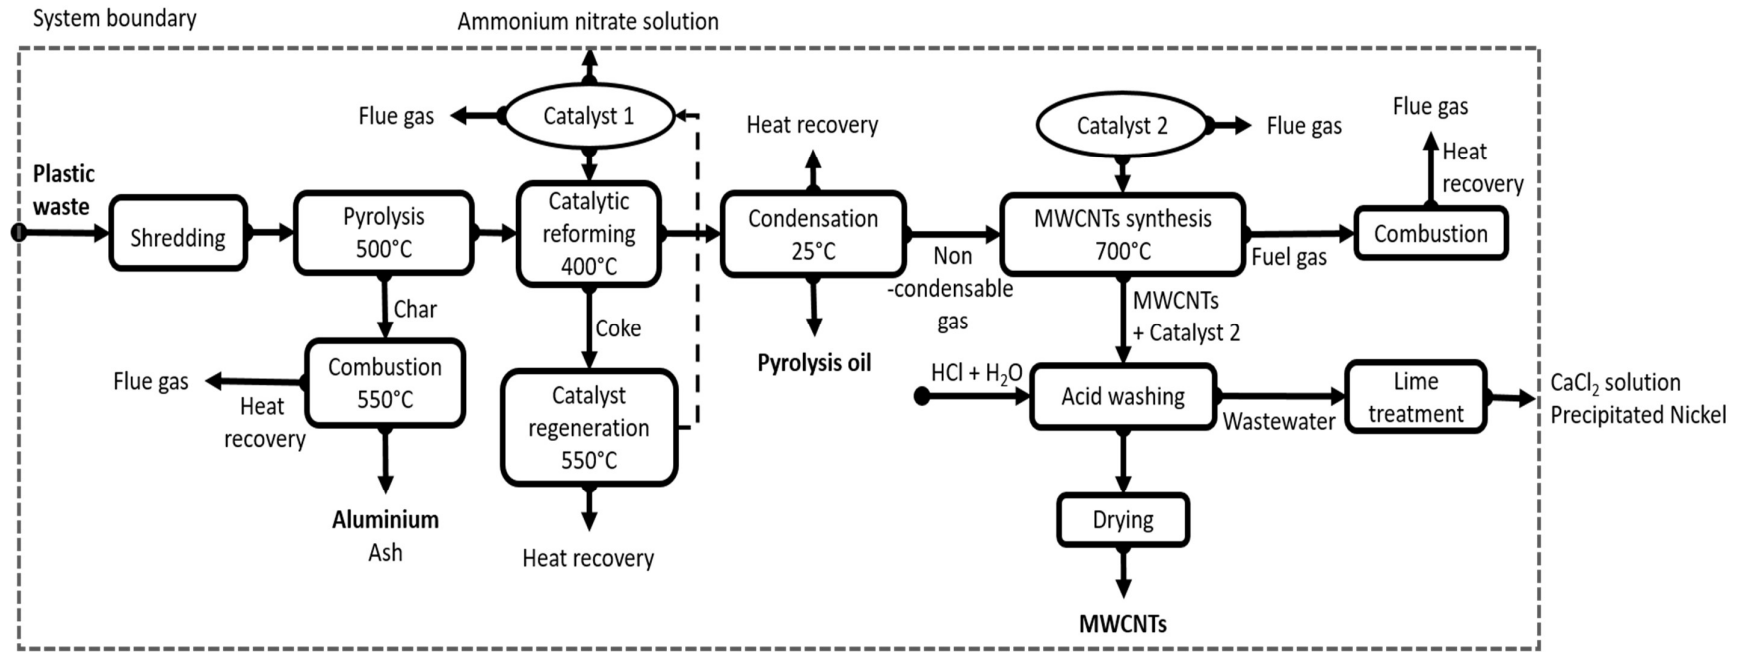 System boundary
Ammonium nitrate solution
Flue gas
Catalyst 1
Heat recovery
Catalyst 2
Flue gas
Flue gas
Heat
recovery
Plastic
waste
Shredding
Pyrolysis
500°C
Catalytic
reforming
400°C
Condensation
25°C
Non
-condensable
gas
MWCNTs synthesis
700°C
Fuel gas
Combustion
Char
Coke
Pyrolysis oil
MWCNTs
+ Catalyst 2
Flue gas
Heat
recovery
Combustion
550°C
Catalyst
regeneration
550°C
HCl + H₂O
Acid washing
Wastewater
Lime
treatment
CaCl₂ solution
Precipitated Nickel
Aluminium
Ash
Heat recovery
Drying
MWCNTs